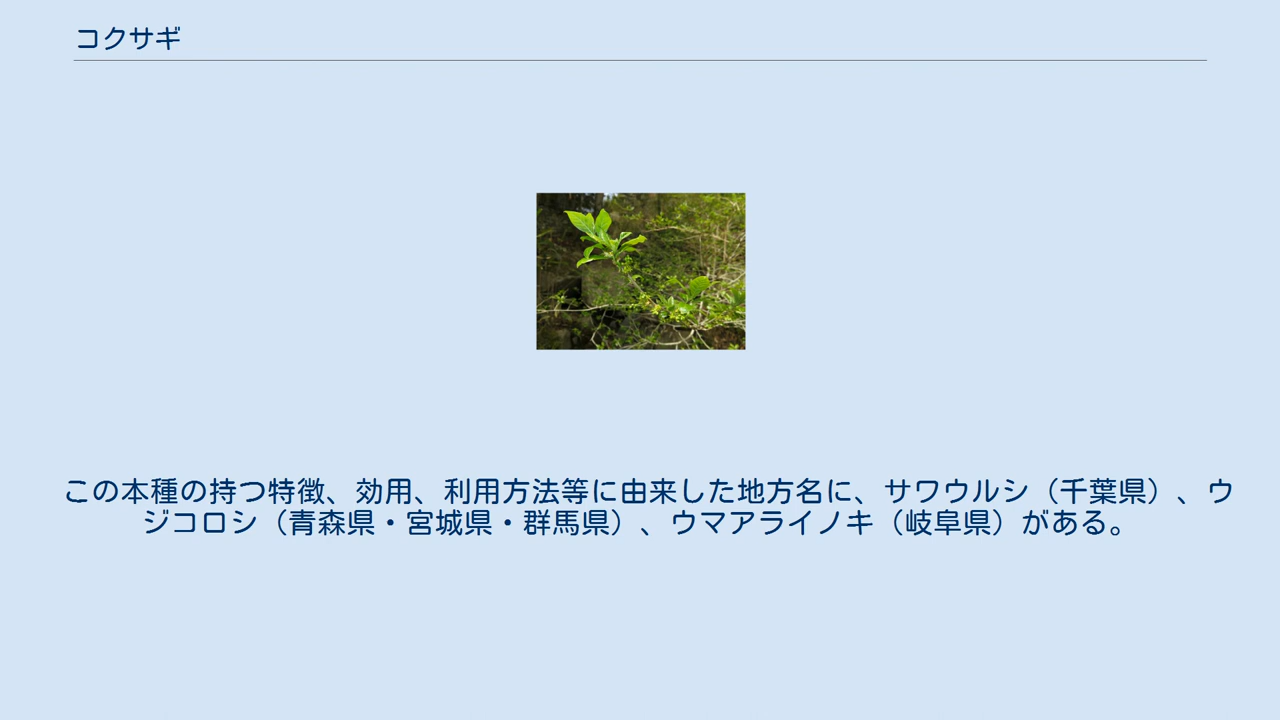 コクサギ
この本種の持つ特徴、効用、利用方法等に由来した地方名に、サワウルシ（千葉県）、ウ
ジコロシ（青森県・宮城県・群馬県）、ウマアライノキ（岐阜県）がある。